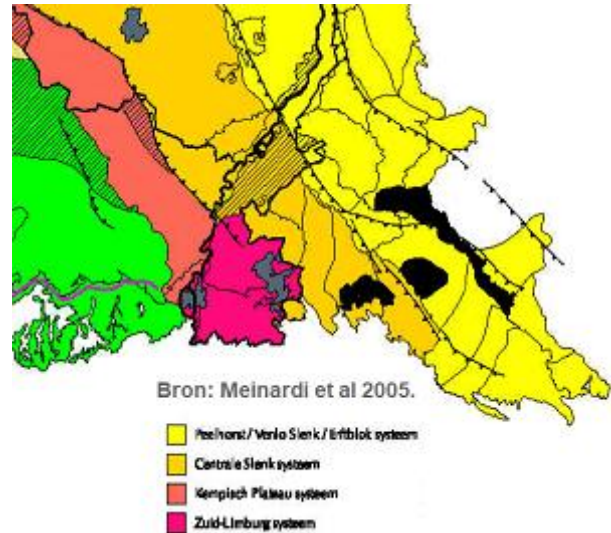 Bron: Meinardi et al 2005.
Peelhorst / Venlo Slenk / Erftblok systeem
Centrale Slenk systeem
Kempisch Plateau systeem
Zuid-Limburg systeem